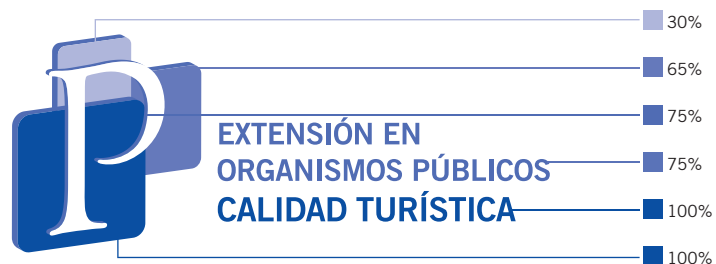 P
EXTENSIÓN EN
ORGANISMOS PÚBLICOS
CALIDAD TURÍSTICA
30%
65%
75%
75%
100%
100%